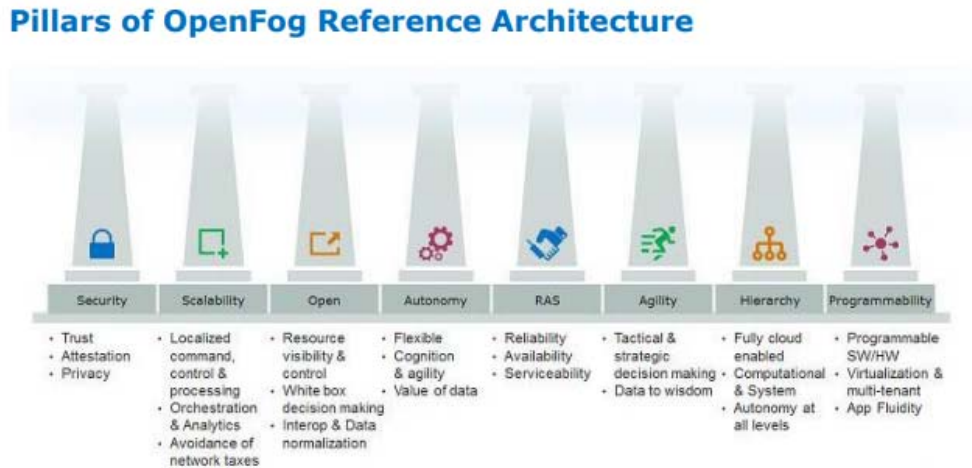 Pillars of OpenFog Reference Architecture
Security
Scalability
Open
Autonomy
RAS
Agility
Hierarchy
Programmability
• Trust
• Attestation
• Privacy
• Localized
command,
control &
processing
• Orchestration
& Analytics
• Avoidance of
network taxes
• Resource
visibility &
control
• White box
decision making
• Interop & Data
normalization
• Flexible
• Cognition
& agility
• Value of data
• Reliability
• Availability
• Serviceability
• Tactical &
strategic
decision making
• Data to wisdom
• Fully cloud
enabled
• Computational
& System
• Autonomy at
all levels
• Programmable
SW/HW
• Virtualization &
multi-tenant
• App Fluidity